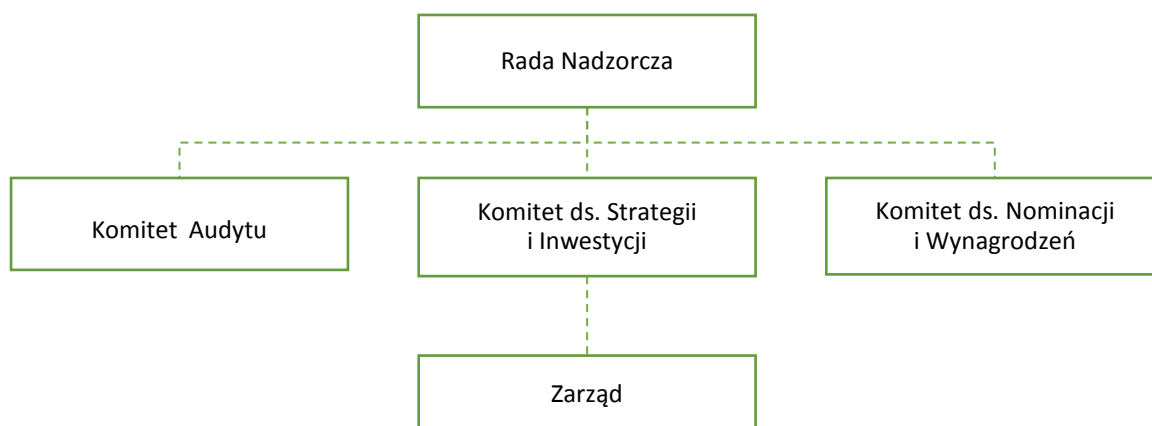 Rada Nadzorcza
Komitet Audytu
Komitet ds. Strategii
i Inwestycji
Komitet ds. Nominacji
i Wynagrodzeń
Zarząd